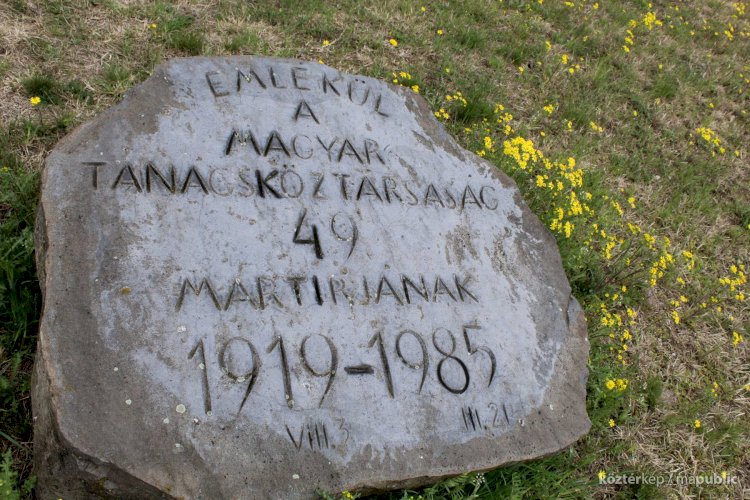 EMLÉKÜL
A
MAGYAR
TANÁCSKÖZTÁRSASÁG
49
MÁRTÍRJÁNAK
1919-1985
VIII.3 III.21
Köztérkép / mapublic